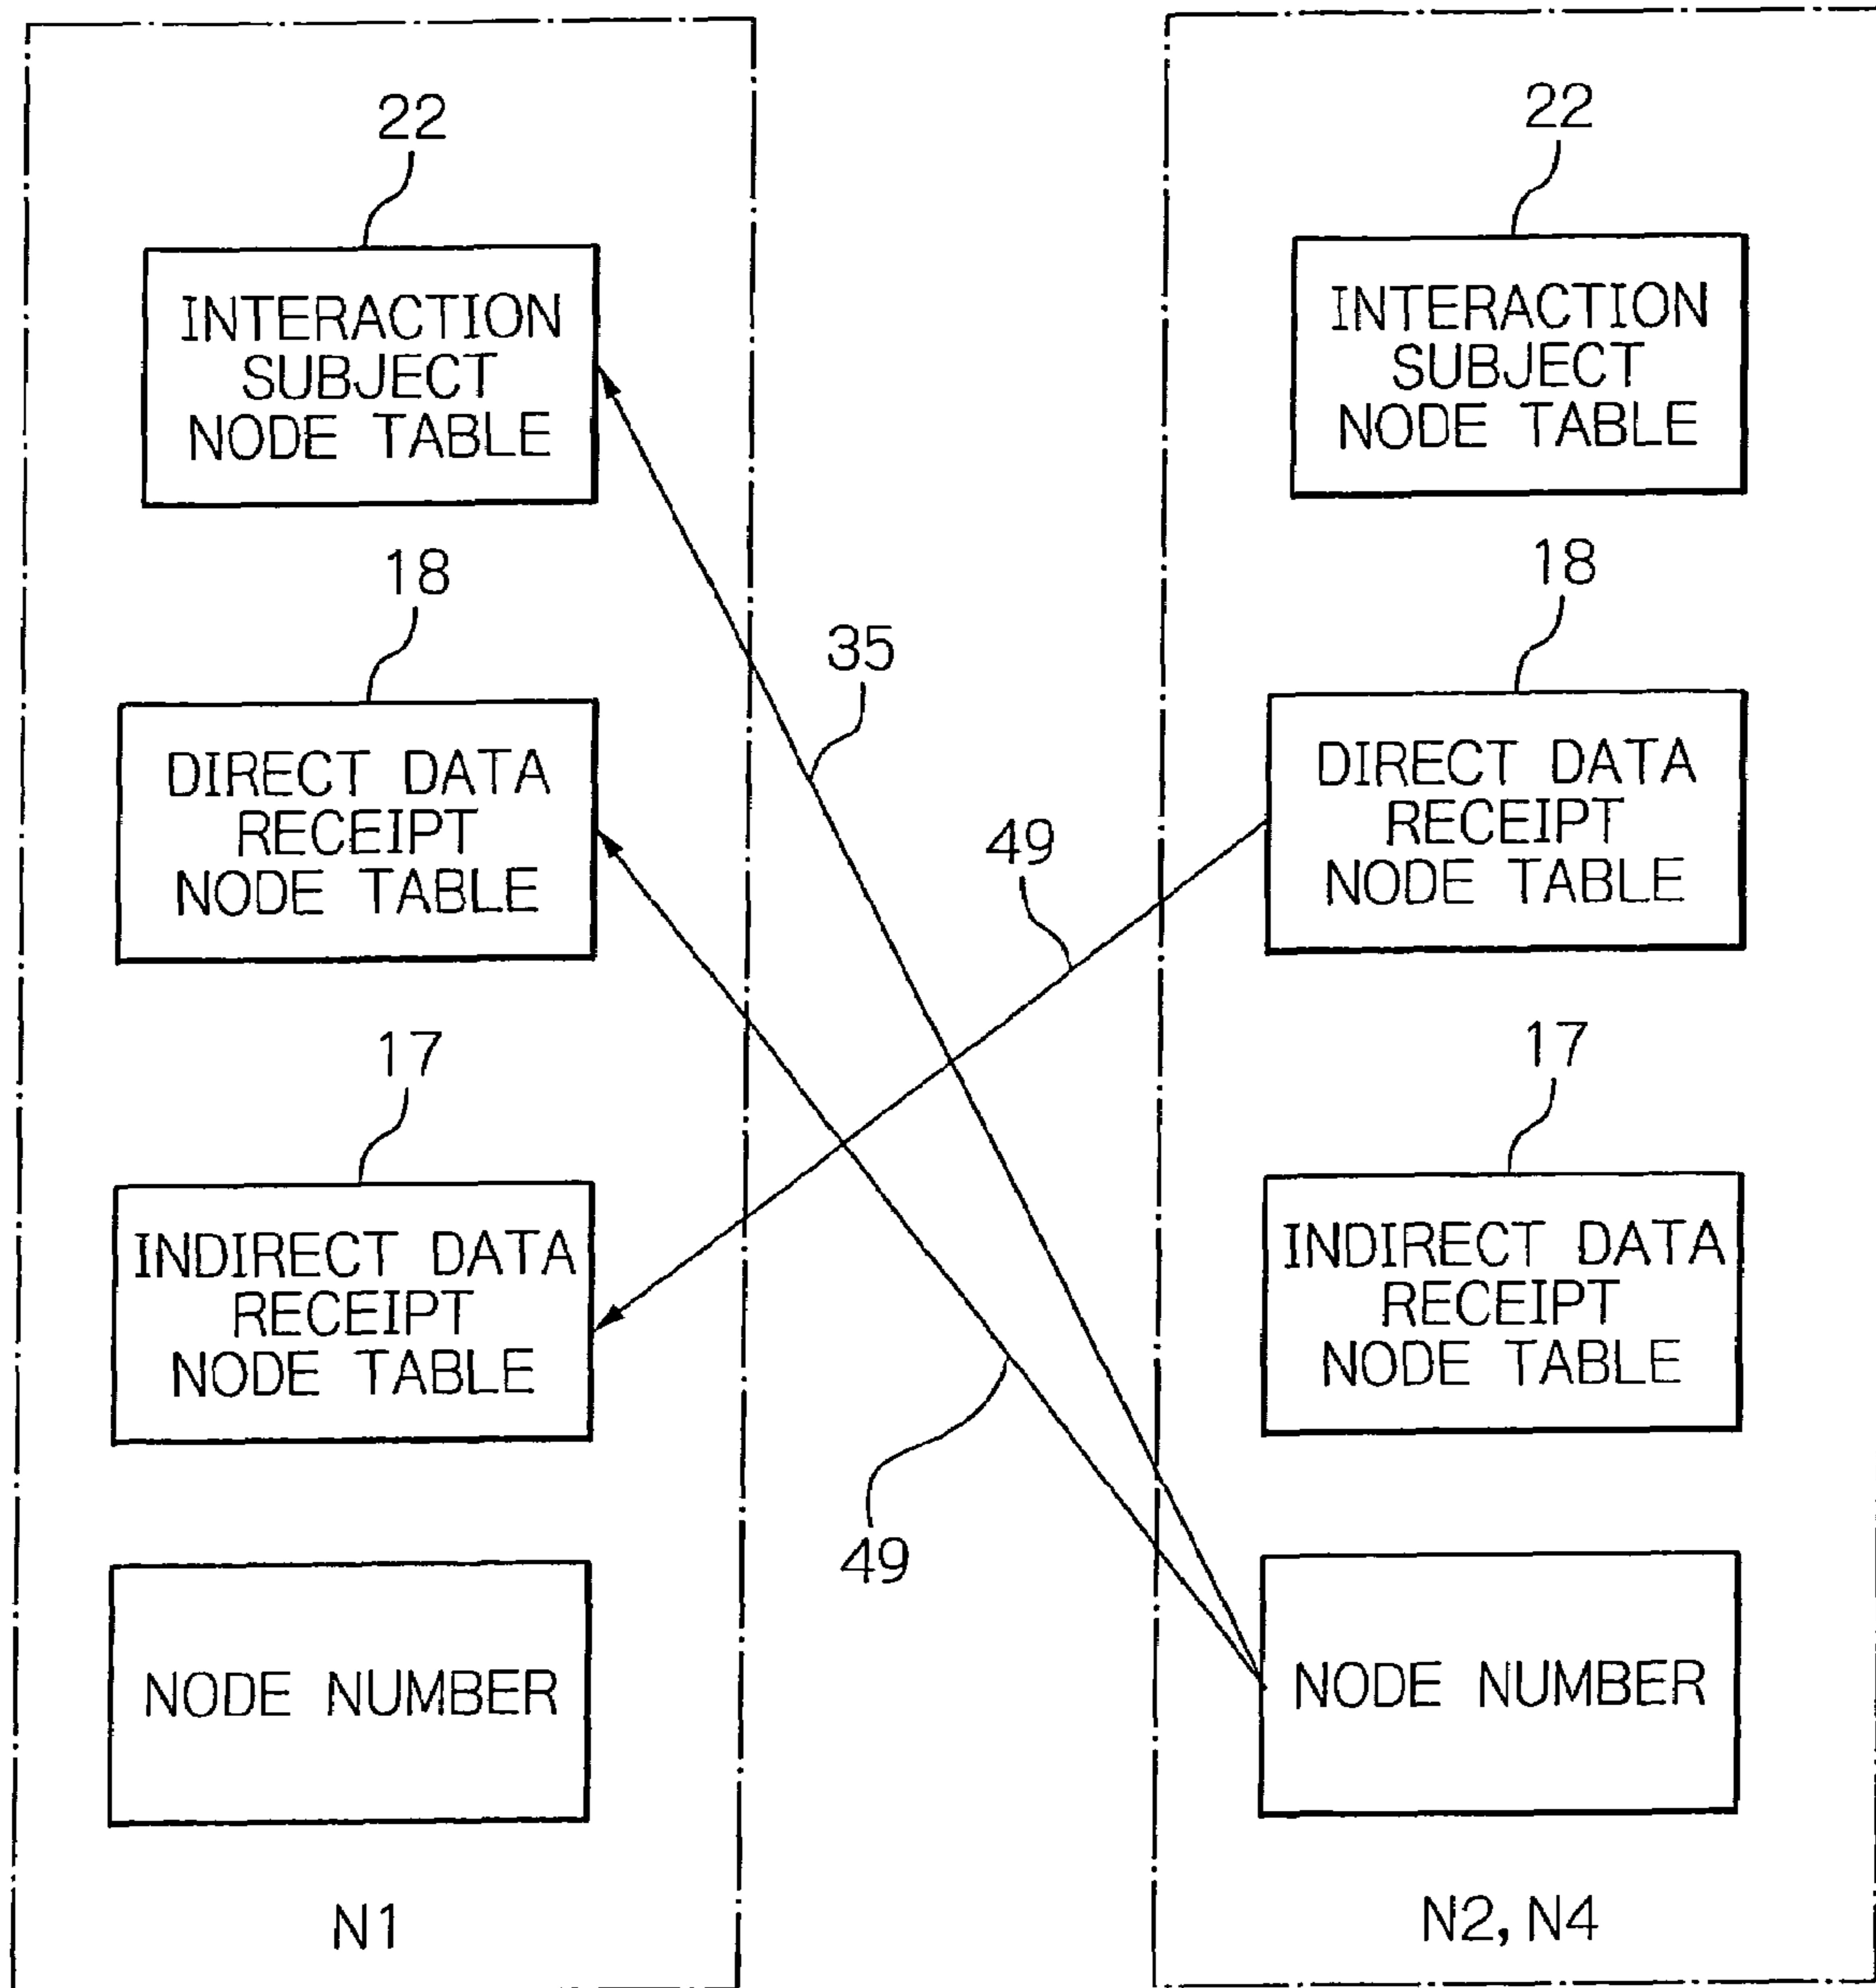 22
INTERACTION
SUBJECT
NODE TABLE
18
DIRECT DATA
RECEIPT
NODE TABLE
17
INDIRECT DATA
RECEIPT
NODE TABLE
NODE NUMBER
N1
35
49
49
22
INTERACTION
SUBJECT
NODE TABLE
18
DIRECT DATA
RECEIPT
NODE TABLE
17
INDIRECT DATA
RECEIPT
NODE TABLE
NODE NUMBER
N2, N4